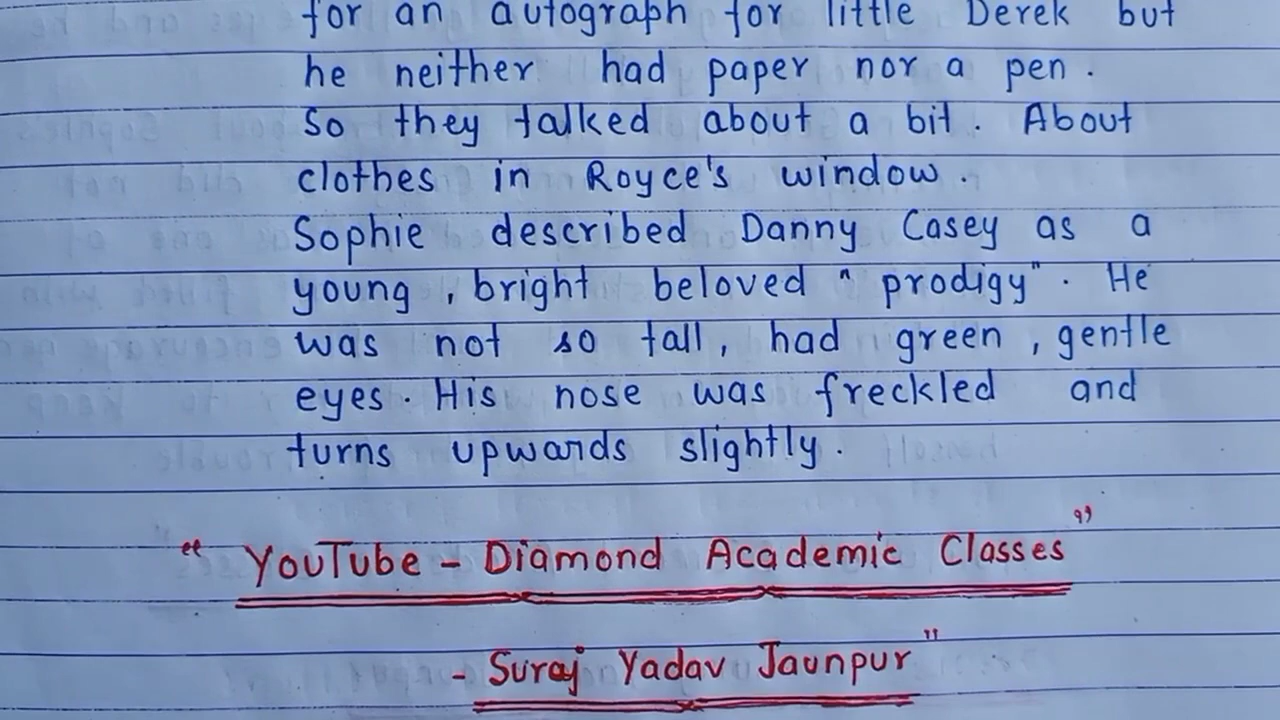 for an autograph for little Derek but
he neither had paper nor a pen.
So they talked about a bit. About
clothes in Royce's window.
Sophie described Danny Casey as a
young, bright beloved "prodigy". He
was not so tall, had green, gentle
eyes. His nose was freckled and
turns upwards slightly.
"YouTube - Diamond Academic Classes"
- Suraj Yadav Jaunpur"